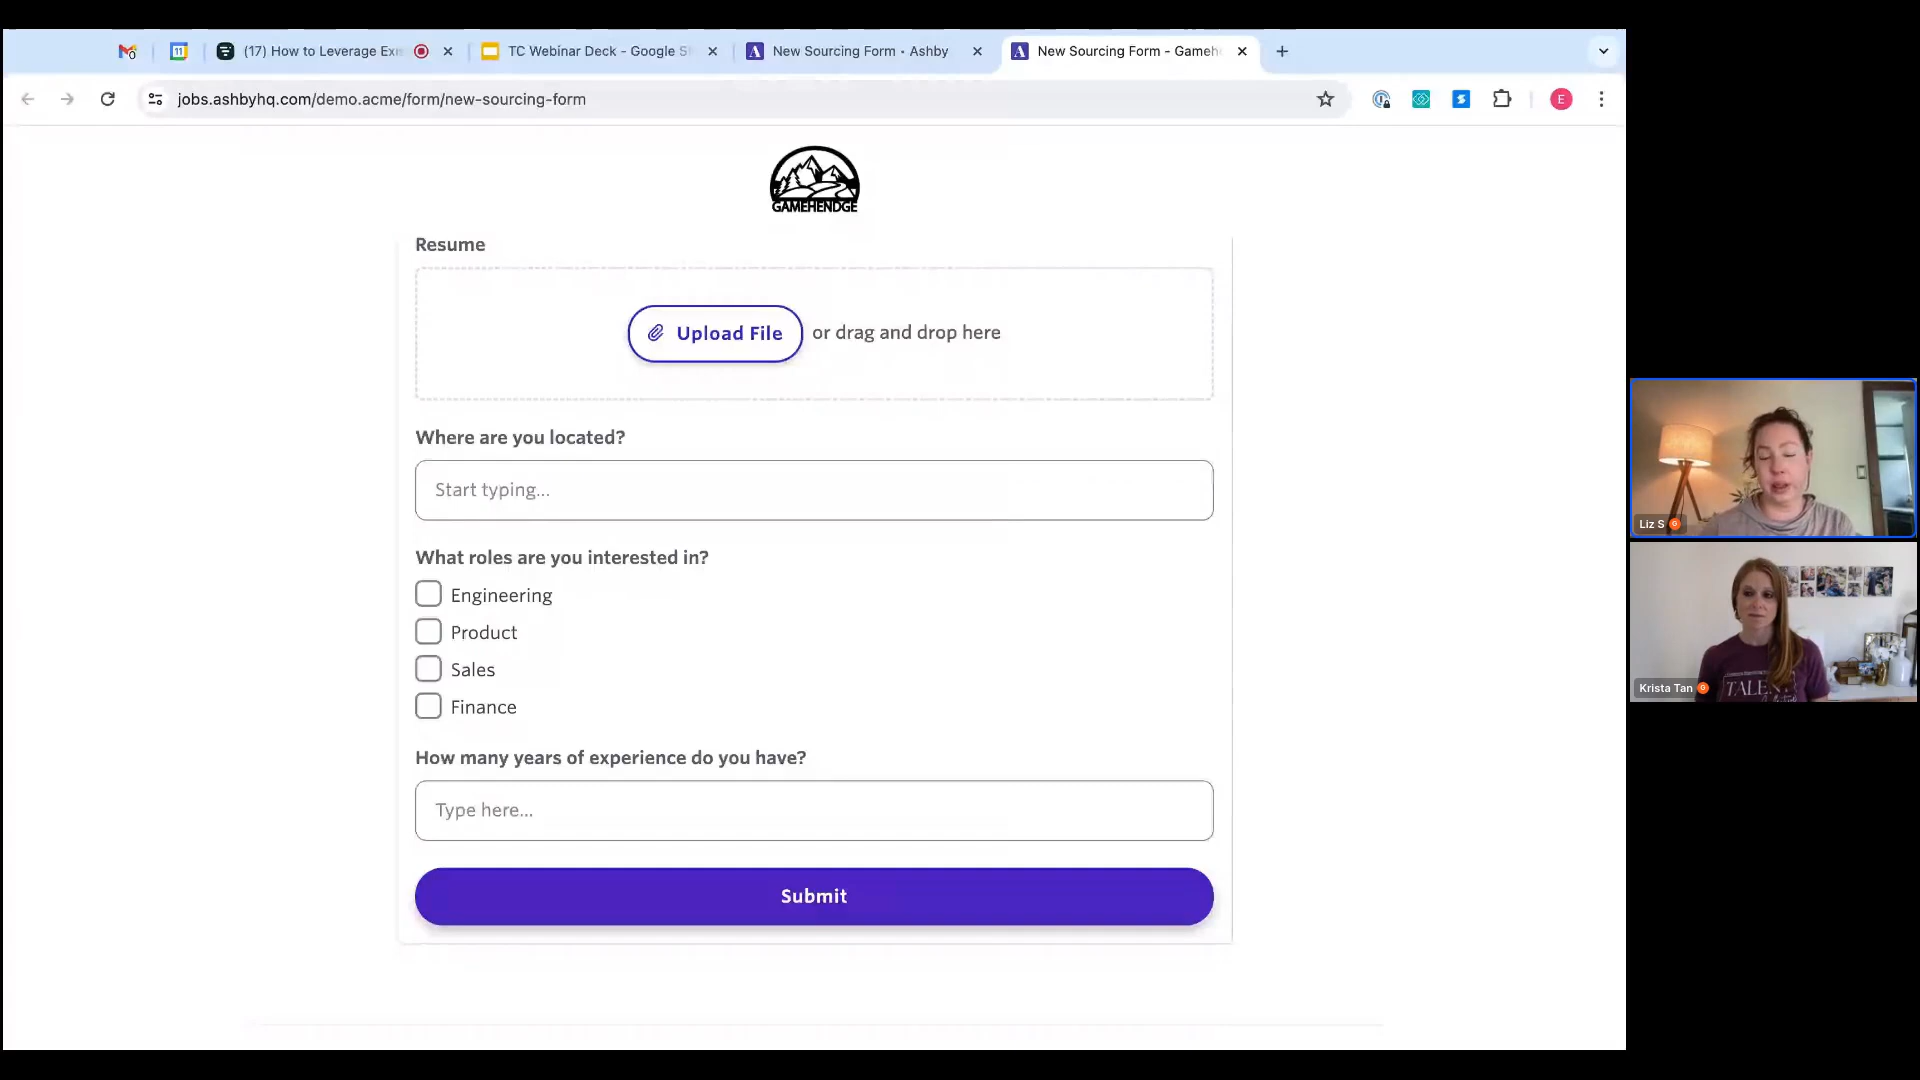 (17) How to Leverage Ex
TC Webinar Deck - Google S
New Sourcing Form • Ashby
New Sourcing Form - Gameh
jobs.ashbyhq.com/demo.acme/form/new-sourcing-form
E
GAMEHENDGE
Resume
Upload File or drag and drop here
Where are you located?
Start typing...
What roles are you interested in?
Engineering
Product
Sales
Finance
How many years of experience do you have?
Type here...
Submit
Liz S
TALEN
Krista Tan